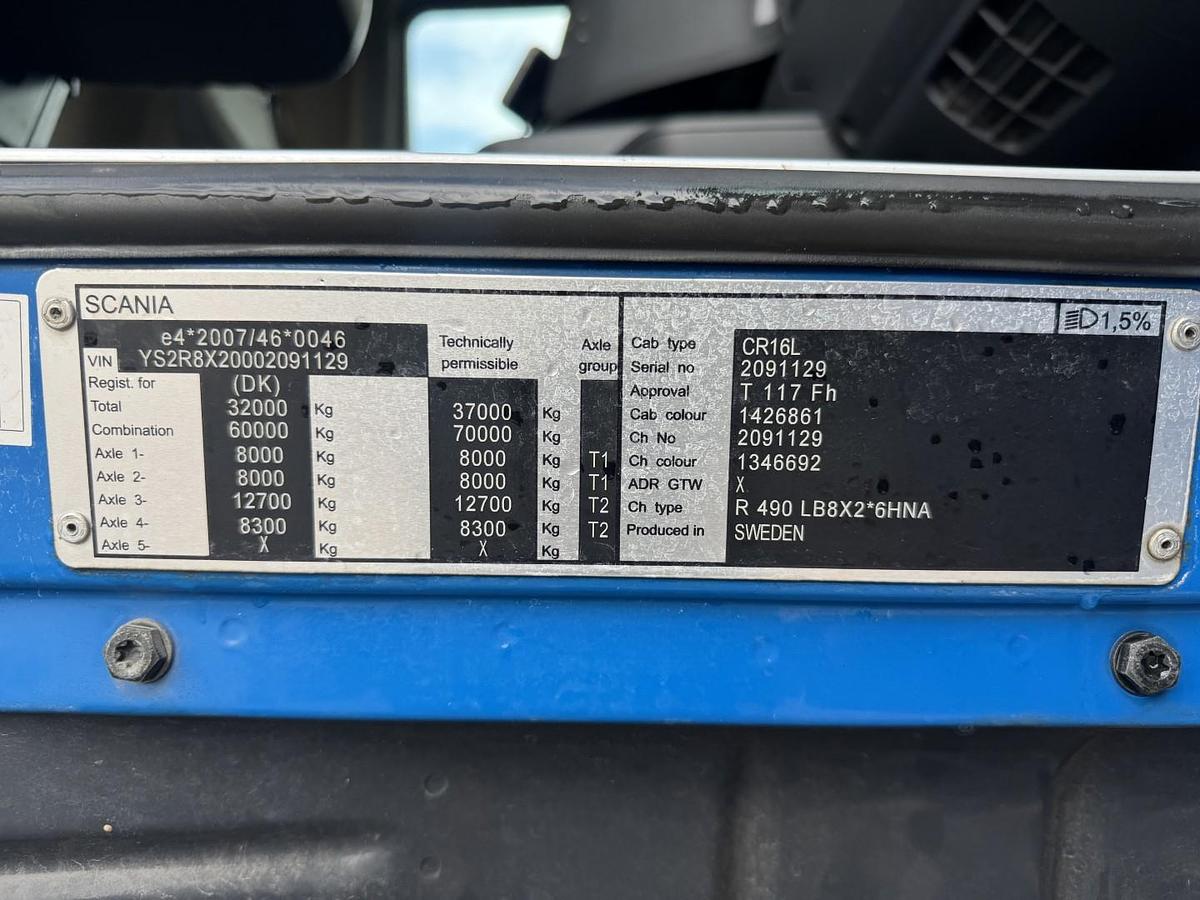 SCANIA
e4*2007/46*0046
VIN YS2R8X20002091129
Technically permissible Axle group
Regist. for (DK)
Total 32000 Kg 37000 Kg
Combination 60000 Kg 70000 Kg
Axle 1- 8000 Kg 8000 Kg T1
Axle 2- 8000 Kg 8000 Kg T1
Axle 3- 12700 Kg 12700 Kg T2
Axle 4- 8300 Kg 8300 Kg T2
Axle 5- X Kg X Kg
1,5%
Cab type CR16L
Serial no 2091129
Approval T 117 Fh
Cab colour 1426861
Ch No 2091129
Ch colour 1346692
ADR GTW X
Ch type R 490 LB8X2*6HNA
Produced in SWEDEN